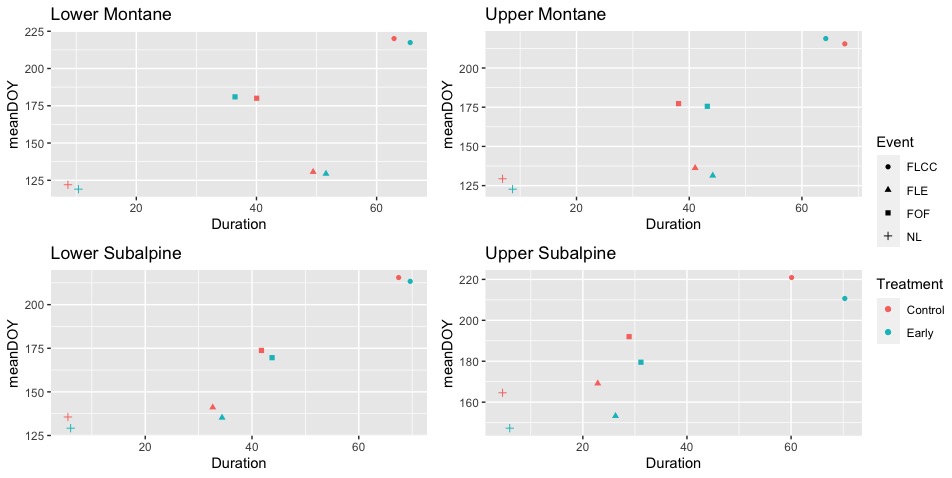 Lower Montane
meanDOY
225
200
175
150
125
20 40 60
Duration
Upper Montane
meanDOY
200
175
150
125
20 40 60
Duration
Lower Subalpine
meanDOY
200
175
150
125
20 40 60
Duration
Upper Subalpine
meanDOY
220
200
180
160
20 40 60
Duration
Event
FLCC
FLE
FOF
NL
Treatment
Control
Early